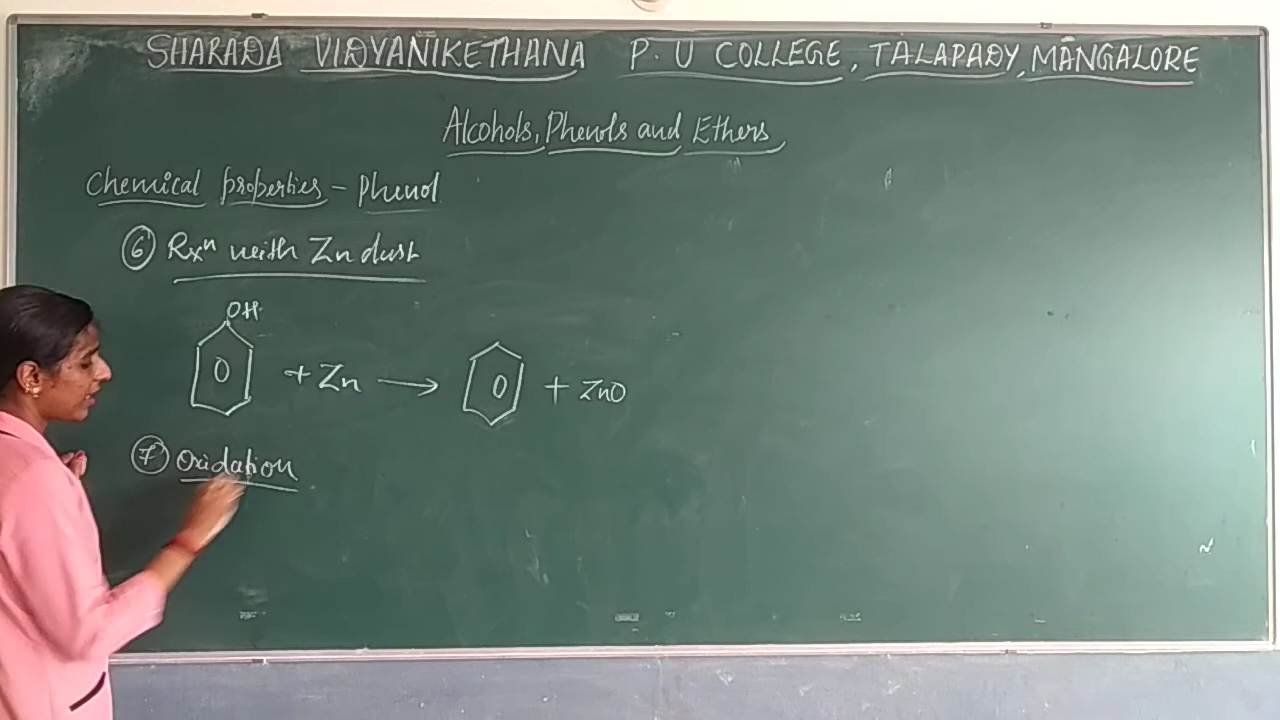 SHARADA VIDYANIKETHANA P. U COLLEGE, TALAPADY, MANGALORE
Alcohols, Phenols and Ethers
Chemical properties - Phenol
6 Rxⁿ with Zn dust
OH
+ Zn → + ZnO
7 Oxidation